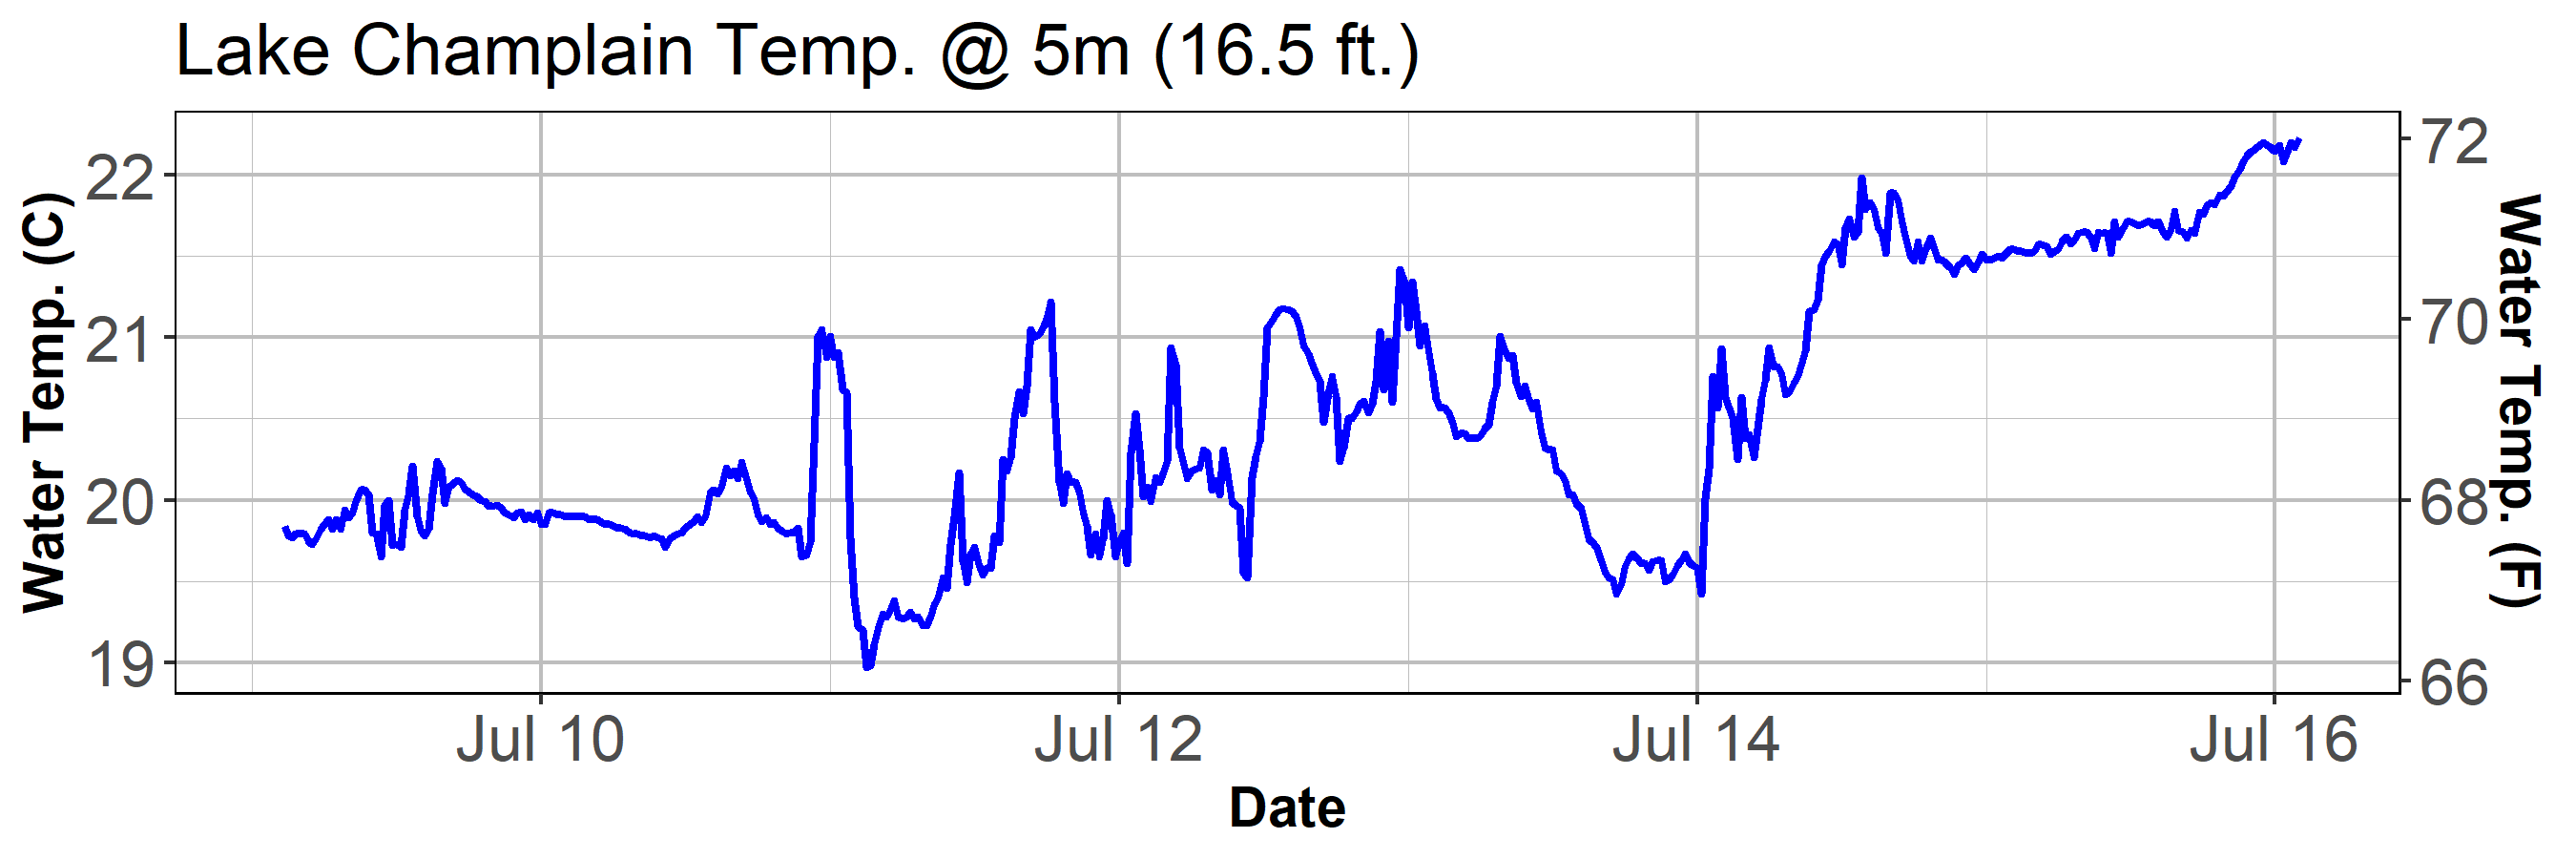 Lake Champlain Temp. @ 5m (16.5 ft.)
Water Temp. (C)
22
21
20
19
72
70
68
66
Water Temp. (F)
Jul 10 Jul 12 Jul 14 Jul 16
Date